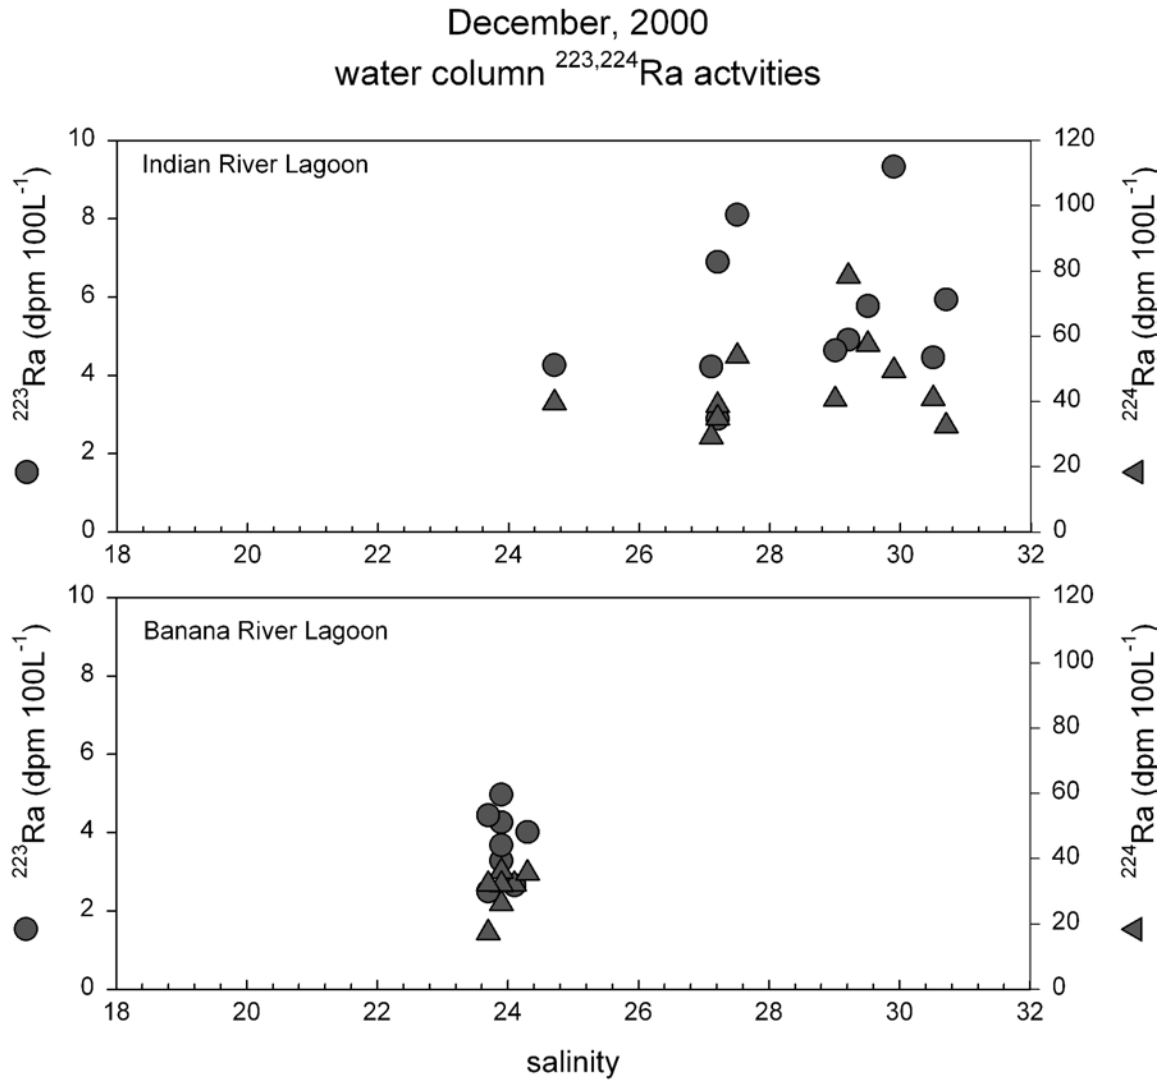 December, 2000
water column 223,224Ra actvities
Indian River Lagoon
223Ra (dpm 100L-1)
10
8
6
4
2
0
224Ra (dpm 100L-1)
120
100
80
60
40
20
0
18 20 22 24 26 28 30 32
Banana River Lagoon
223Ra (dpm 100L-1)
10
8
6
4
2
0
224Ra (dpm 100L-1)
120
100
80
60
40
20
0
18 20 22 24 26 28 30 32
salinity